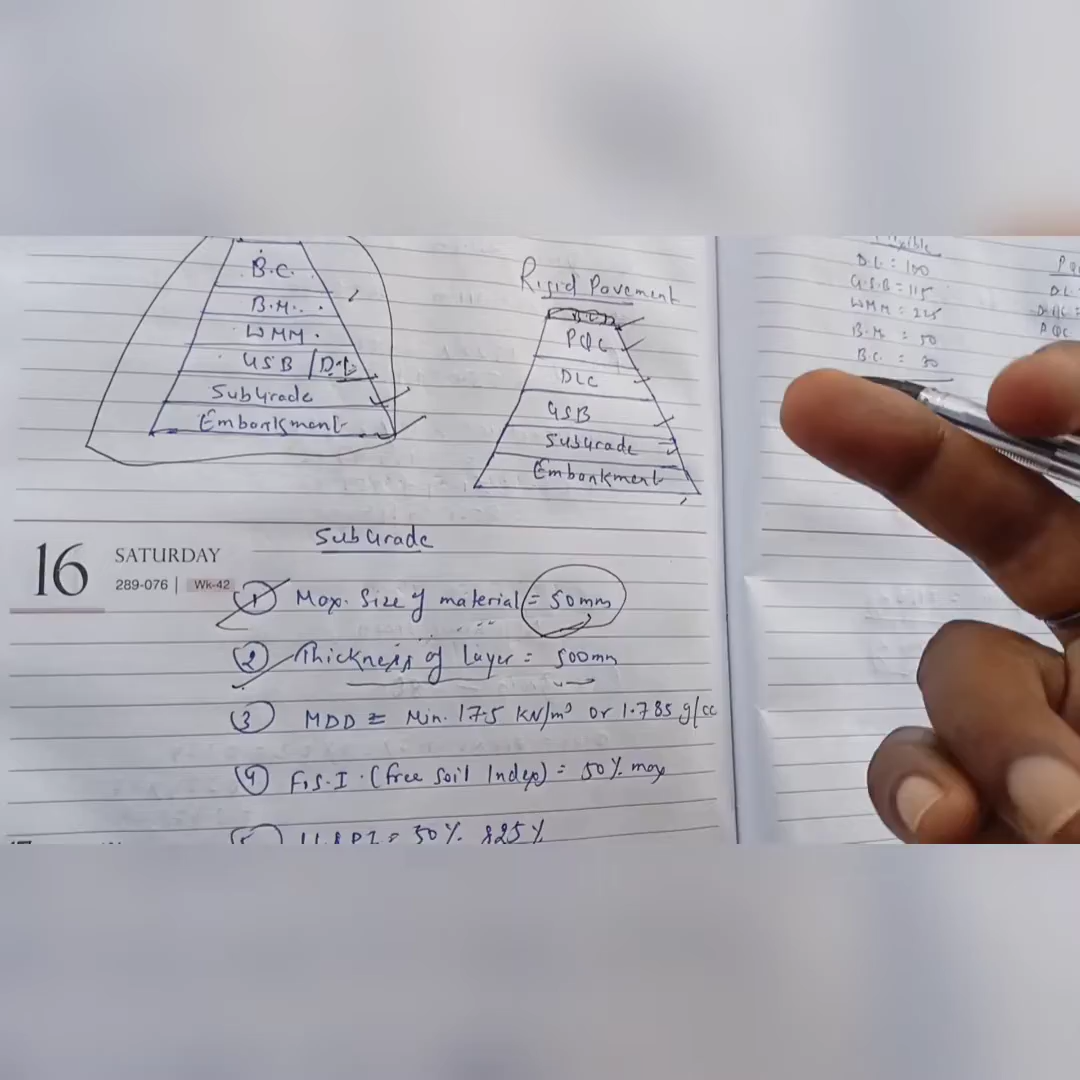 B.C.
B.M.
WMM.
GSB/D.L
SubGrade
Embankment
Rigid Pavement
PQC
DLC
GSB
SubGrade
Embankment
16 SATURDAY
289-076 | Wk-42
SubGrade
① Max. Size of material = 50mm
② Thickness of Layer = 500mm
③ MDD = Min. 17.5 KN/m³ or 1.785 g/cc
④ F.S.I. (free Soil Index) = 50% max
D.L. = 100
G.S.B = 115
WMM = 225
B.M. = 50
B.C. = 30